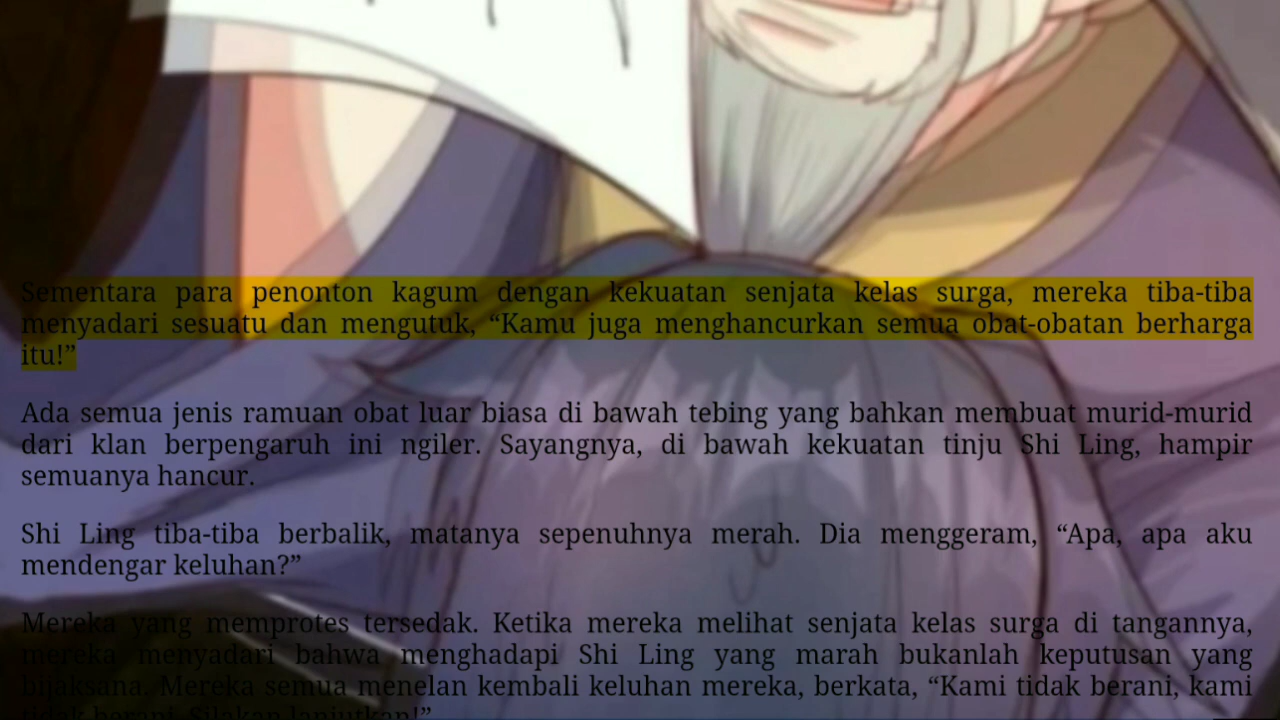 Sementara para penonton kagum dengan kekuatan senjata kelas surga, mereka tiba-tiba
menyadari sesuatu dan mengutuk, “Kamu juga menghancurkan semua obat-obatan berharga
itu!”
Ada semua jenis ramuan obat luar biasa di bawah tebing yang bahkan membuat murid-murid
dari klan berpengaruh ini ngiler. Sayangnya, di bawah kekuatan tinju Shi Ling, hampir
semuanya hancur.
Shi Ling tiba-tiba berbalik, matanya sepenuhnya merah. Dia menggeram, “Apa, apa aku
mendengar keluhan?”
Mereka yang memprotes tersedak. Ketika mereka melihat senjata kelas surga di tangannya,
mereka menyadari bahwa menghadapi Shi Ling yang marah bukanlah keputusan yang
bijaksana. Mereka semua menelan kembali keluhan mereka, berkata, “Kami tidak berani, kami
tidak berani. Silakan lanjutkan!”